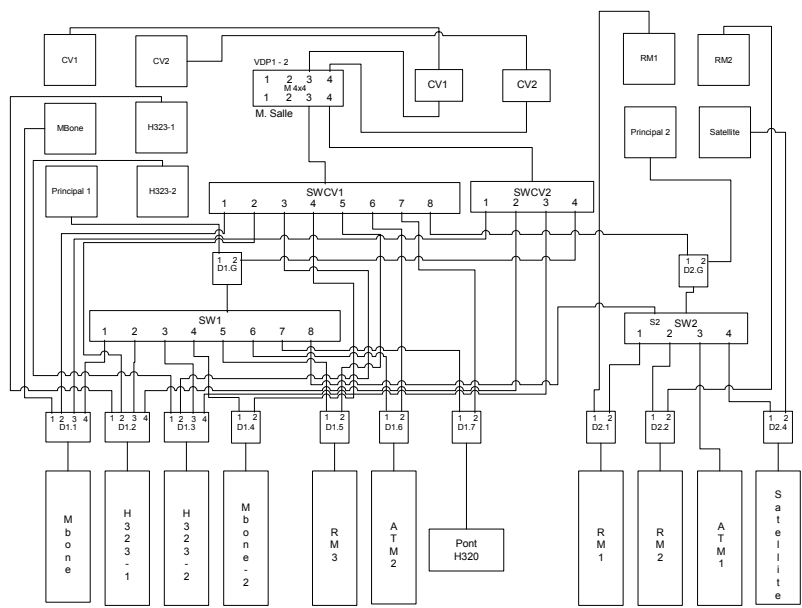 CV1
CV2
VDP1 - 2
1 2 3 4
M 4x4
1 2 3 4
M. Salle
CV1
CV2
RM1
RM2
MBone
H323-1
Principal 2
Satellite
Principal 1
H323-2
SWCV1
1 2 3 4 5 6 7 8
SWCV2
1 2 3 4
1 2
D1.G
1 2
D2.G
SW1
1 2 3 4 5 6 7 8
S2
SW2
1 2 3 4
1 2 3 4
D1.1
1 2 3 4
D1.2
1 2 3 4
D1.3
1 2
D1.4
1 2
D1.5
1 2
D1.6
1 2
D1.7
1 2
D2.1
1 2
D2.2
1 2
D2.4
Mbone
H323-1
H323-2
Mbone-2
RM3
ATM2
Pont
H320
RM1
RM2
ATM1
Satellite